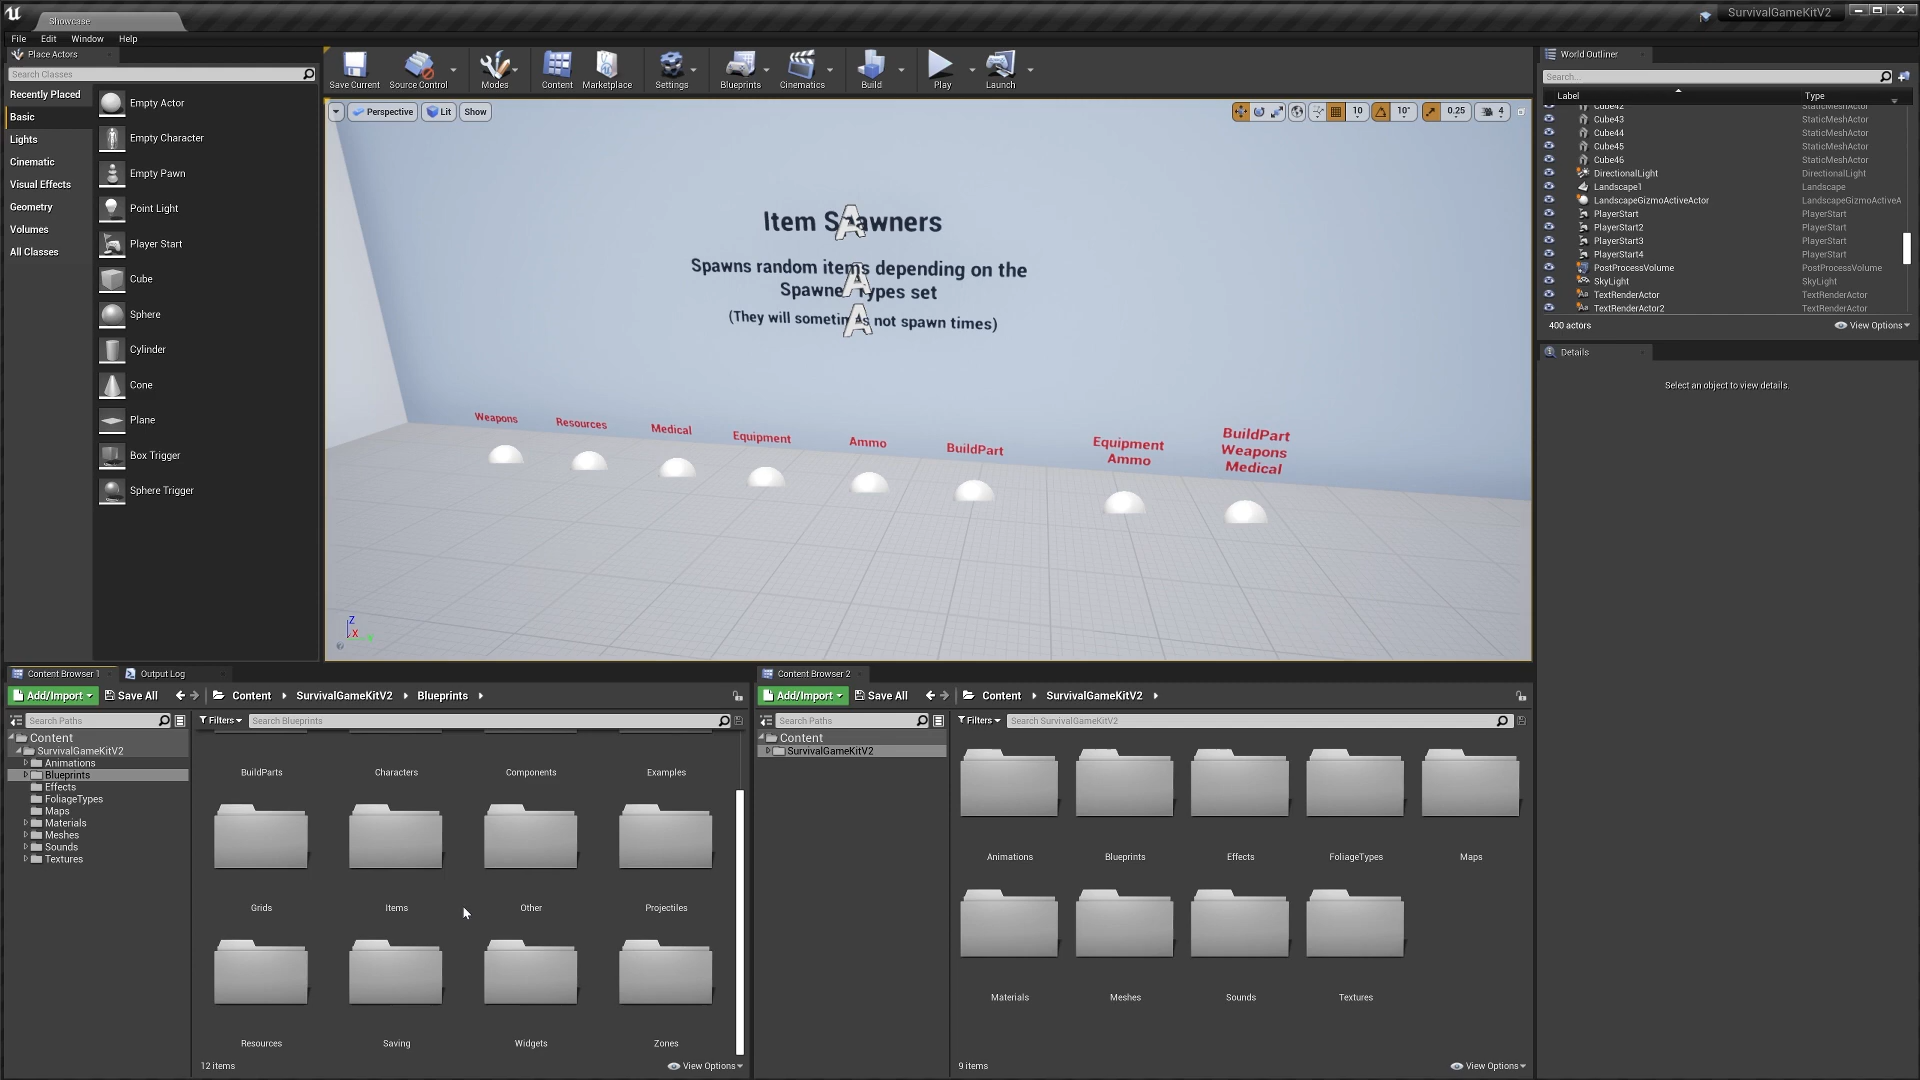 Showcase
SurvivalGameKitV2
File Edit Window Help
Place Actors
Search Classes
Recently Placed
Basic
Lights
Cinematic
Visual Effects
Geometry
Volumes
All Classes
Empty Actor
Empty Character
Empty Pawn
Point Light
Player Start
Cube
Sphere
Cylinder
Cone
Plane
Box Trigger
Sphere Trigger
Save Current Source Control Modes Content Marketplace Settings Blueprints Cinematics Build Play Launch
Perspective Lit Show
10 10° 0.25 4
Item Spawners
Spawns random items depending on the
Spawner Types set
(They will sometimes not spawn times)
Weapons
Resources
Medical
Equipment
Ammo
BuildPart
Equipment
Ammo
BuildPart
Weapons
Medical
Z
X
World Outliner
Search...
Label Type
Cube42 StaticMeshActor
Cube43 StaticMeshActor
Cube44 StaticMeshActor
Cube45 StaticMeshActor
Cube46 StaticMeshActor
DirectionalLight DirectionalLight
Landscape1 Landscape
LandscapeGizmoActiveActor LandscapeGizmoActiveA
PlayerStart PlayerStart
PlayerStart2 PlayerStart
PlayerStart3 PlayerStart
PlayerStart4 PlayerStart
PostProcessVolume PostProcessVolume
SkyLight SkyLight
TextRenderActor TextRenderActor
TextRenderActor2 TextRenderActor
400 actors View Options
Details
Select an object to view details.
Content Browser 1 Output Log
Add/Import Save All Content SurvivalGameKitV2 Blueprints
Search Paths Filters Search Blueprints
Content
SurvivalGameKitV2
Animations
Blueprints
Effects
FoliageTypes
Maps
Materials
Meshes
Sounds
Textures
BuildParts Characters Components Examples
Grids Items Other Projectiles
Resources Saving Widgets Zones
12 items View Options
Content Browser 2
Add/Import Save All Content SurvivalGameKitV2
Search Paths Filters Search SurvivalGameKitV2
Content
SurvivalGameKitV2
Animations Blueprints Effects FoliageTypes Maps
Materials Meshes Sounds Textures
9 items View Options